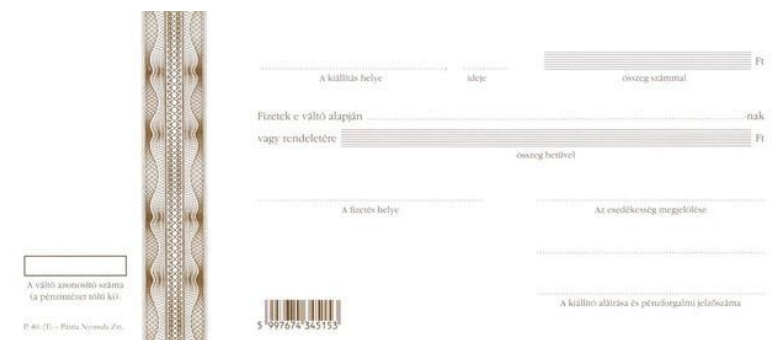 Ft
A kiállítás helye , ideje összeg számmal
Fizetek e váltó alapján -nak
vagy rendeletére Ft
összeg betűvel
A fizetés helye Az esedékesség megjelölése
A váltó azonosító száma
(a pénzintézet tölti ki)
A kiállító aláírása és pénzforgalmi jelzőszáma
P. 40. (T) – Pátria Nyomda Zrt.
5 997674 345153